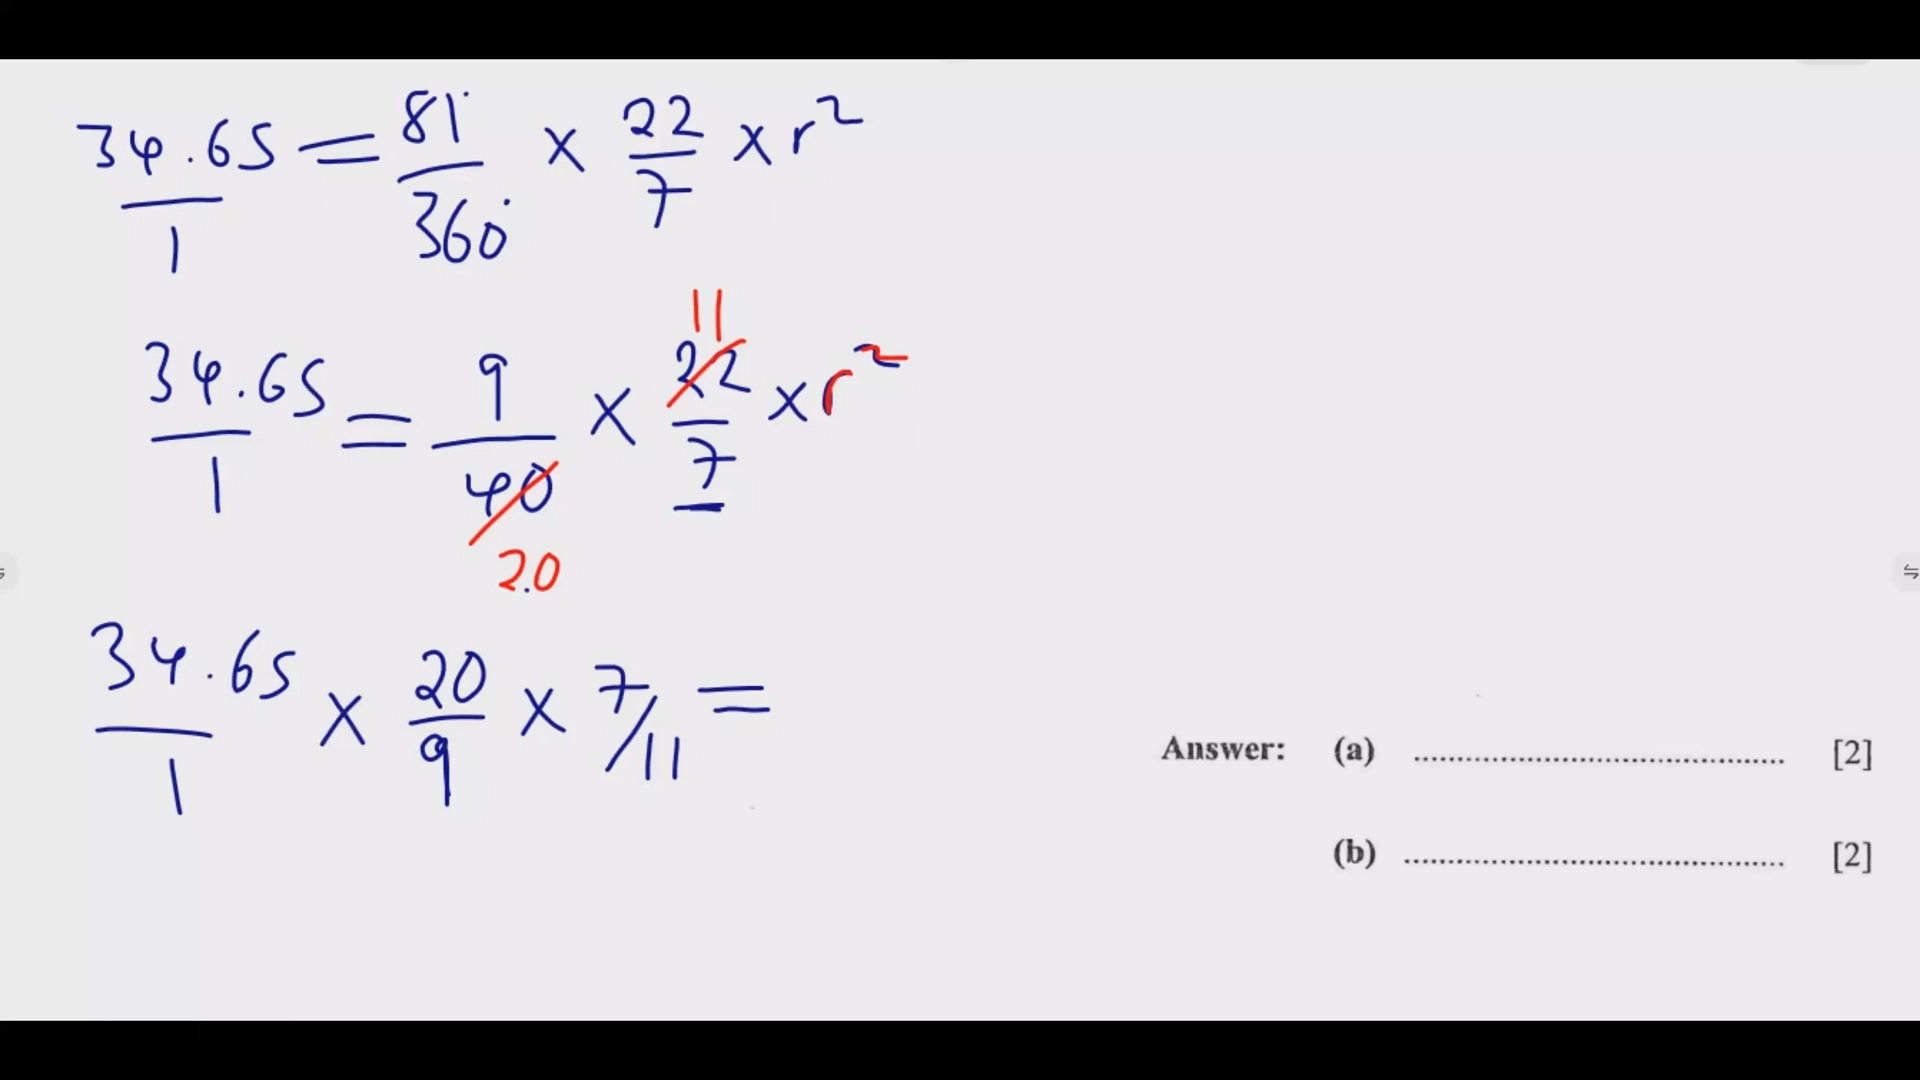 34.65/1 = 81°/360° × 22/7 × r²
34.65/1 = 9/40 × 22/7 × r²
11
20
34.65/1 × 20/9 × 7/11 =
Answer: (a) ........................................ [2]
(b) ........................................ [2]